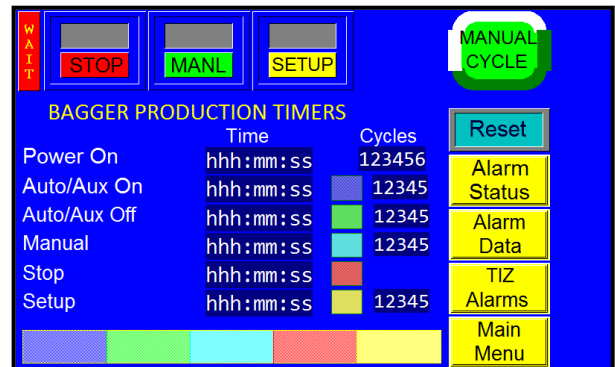 WAIT
STOP
MANL
SETUP
MANUAL
CYCLE
BAGGER PRODUCTION TIMERS
Time Cycles
Power On hhh:mm:ss 123456
Auto/Aux On hhh:mm:ss 12345
Auto/Aux Off hhh:mm:ss 12345
Manual hhh:mm:ss 12345
Stop hhh:mm:ss
Setup hhh:mm:ss 12345
Reset
Alarm
Status
Alarm
Data
TIZ
Alarms
Main
Menu